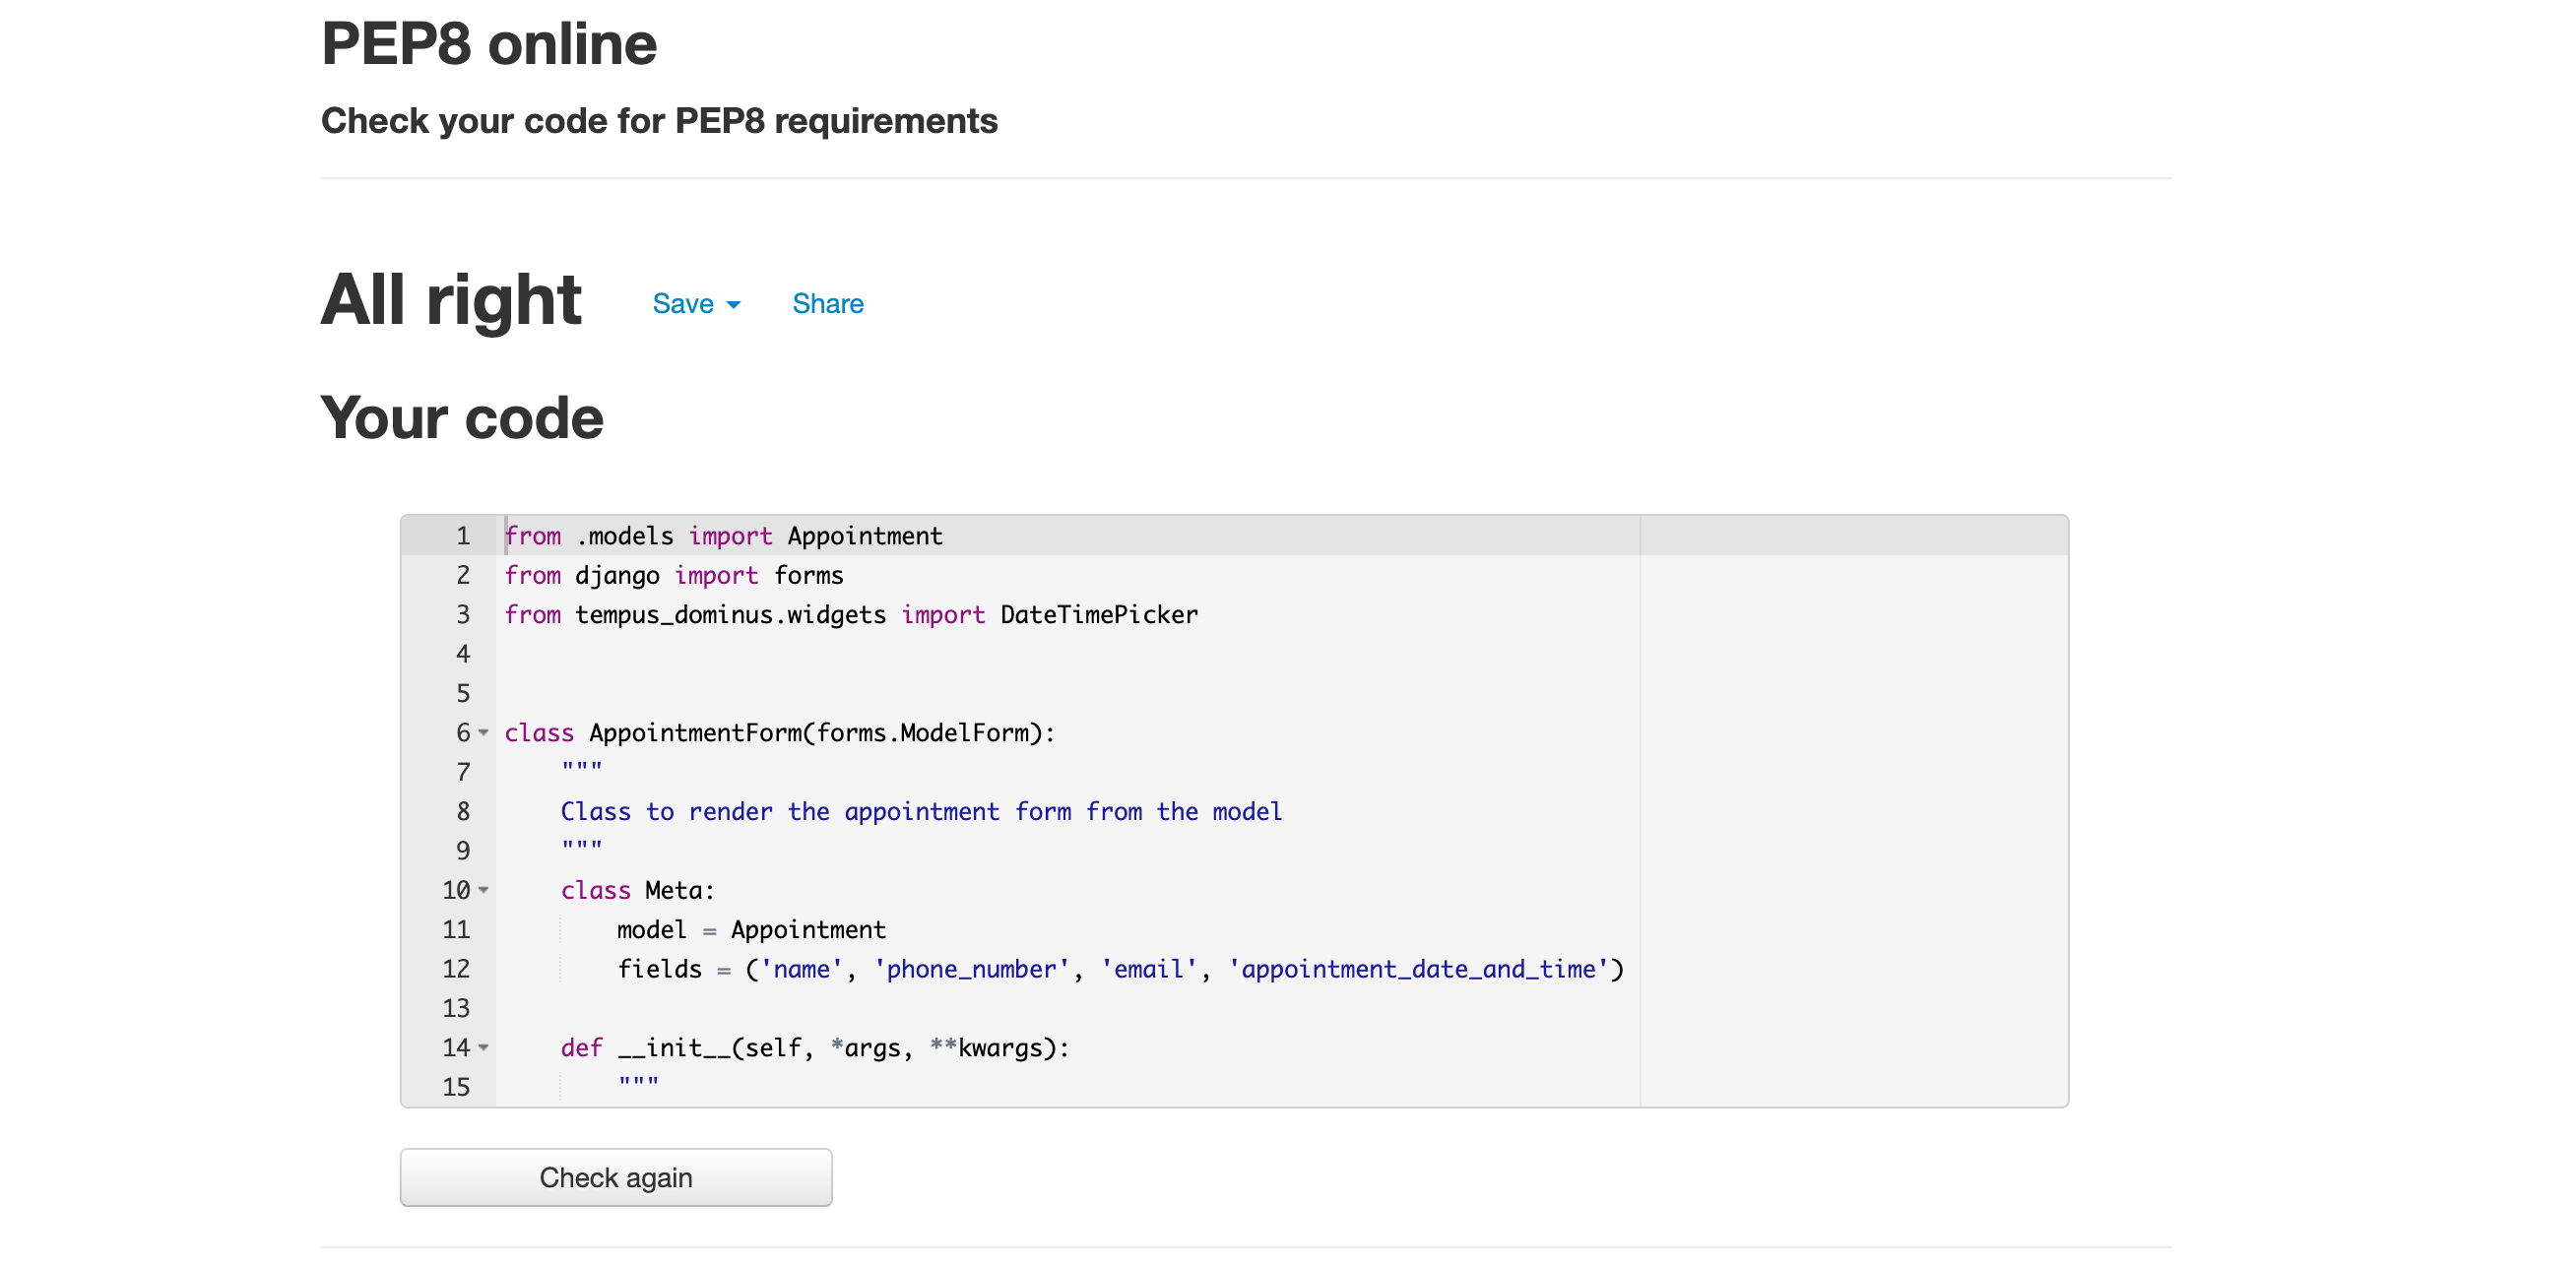 PEP8 online
Check your code for PEP8 requirements
All right Save Share
Your code
1 from .models import Appointment
2 from django import forms
3 from tempus_dominus.widgets import DateTimePicker
4
5
6 class AppointmentForm(forms.ModelForm):
7     """
8     Class to render the appointment form from the model
9     """
10     class Meta:
11         model = Appointment
12         fields = ('name', 'phone_number', 'email', 'appointment_date_and_time')
13
14     def __init__(self, *args, **kwargs):
15         """
Check again